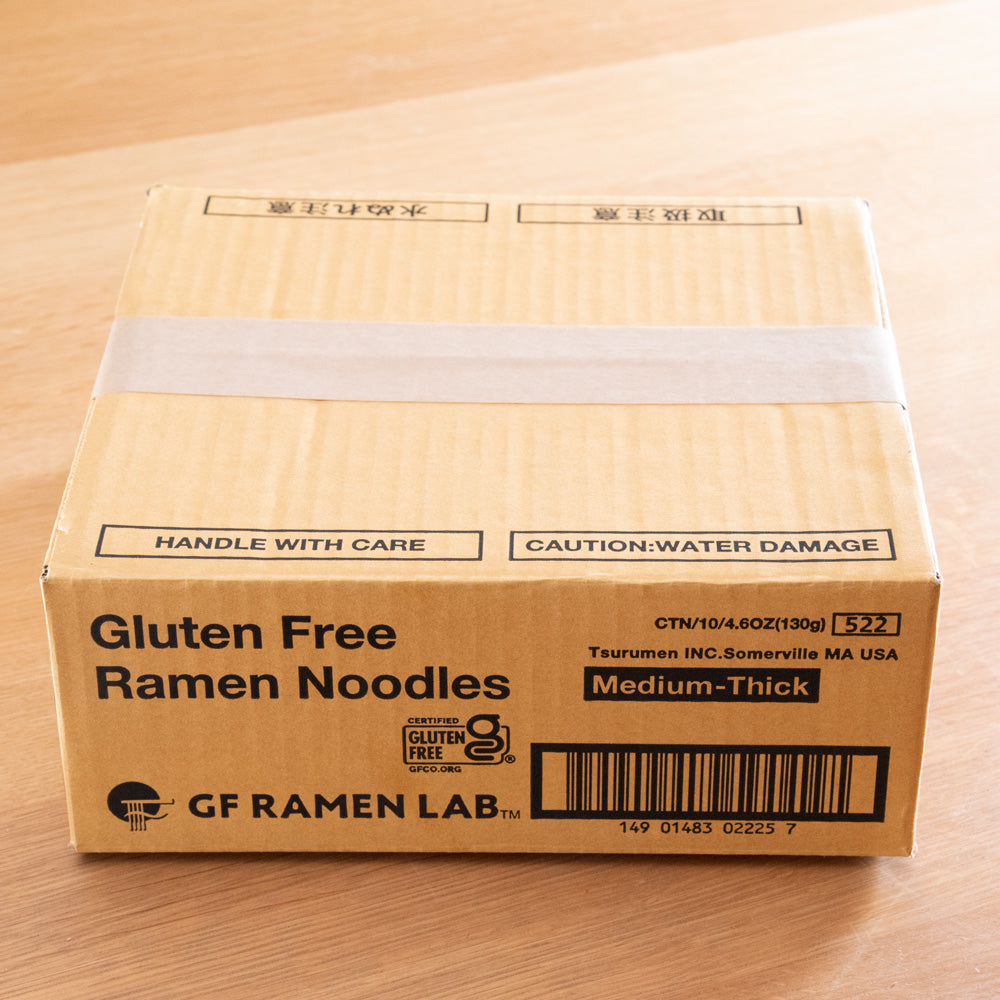 水ぬれ注意
取扱注意
HANDLE WITH CARE
CAUTION:WATER DAMAGE
Gluten Free
Ramen Noodles
CTN/10/4.6OZ(130g) 522
Tsurumen INC.Somerville MA USA
Medium-Thick
CERTIFIED
GLUTEN
FREE
GFCO.ORG
®
GF RAMEN LAB™
149 01483 02225 7